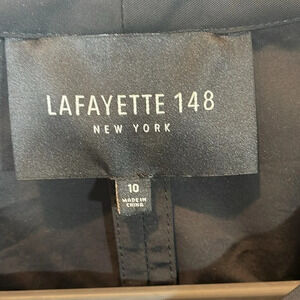 LAFAYETTE 148
NEW YORK
10
MADE IN
CHINA